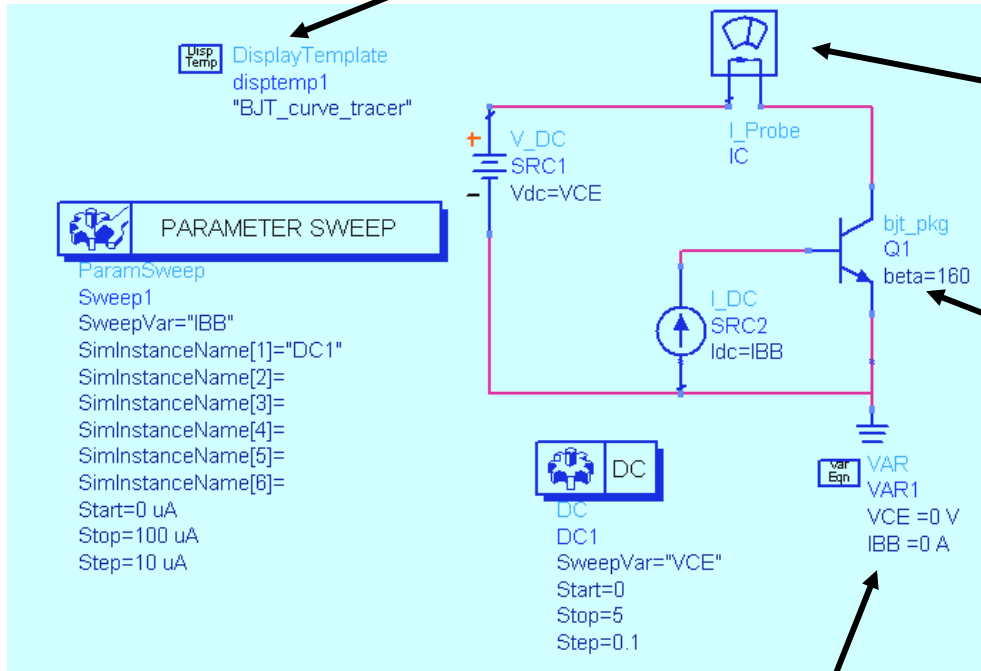 Disp
Temp
DisplayTemplate
disptemp1
"BJT_curve_tracer"
I_Probe
IC
+
V_DC
SRC1
Vdc=VCE
-
bjt_pkg
Q1
beta=160
I_DC
SRC2
Idc=IBB
PARAMETER SWEEP
ParamSweep
Sweep1
SweepVar="IBB"
SimInstanceName[1]="DC1"
SimInstanceName[2]=
SimInstanceName[3]=
SimInstanceName[4]=
SimInstanceName[5]=
SimInstanceName[6]=
Start=0 uA
Stop=100 uA
Step=10 uA
DC
DC
DC1
SweepVar="VCE"
Start=0
Stop=5
Step=0.1
Var
Eqn
VAR
VAR1
VCE =0 V
IBB =0 A